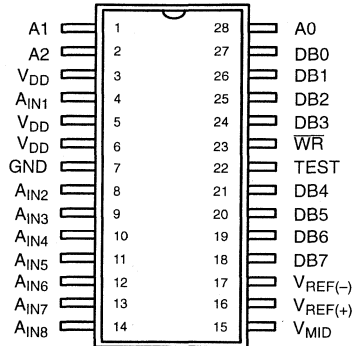 A1 1 28 A0
A2 2 27 DB0
VDD 3 26 DB1
AIN1 4 25 DB2
VDD 5 24 DB3
VDD 6 23 W̅R̅
GND 7 22 TEST
AIN2 8 21 DB4
AIN3 9 20 DB5
AIN4 10 19 DB6
AIN5 11 18 DB7
AIN6 12 17 VREF(–)
AIN7 13 16 VREF(+)
AIN8 14 15 VMID